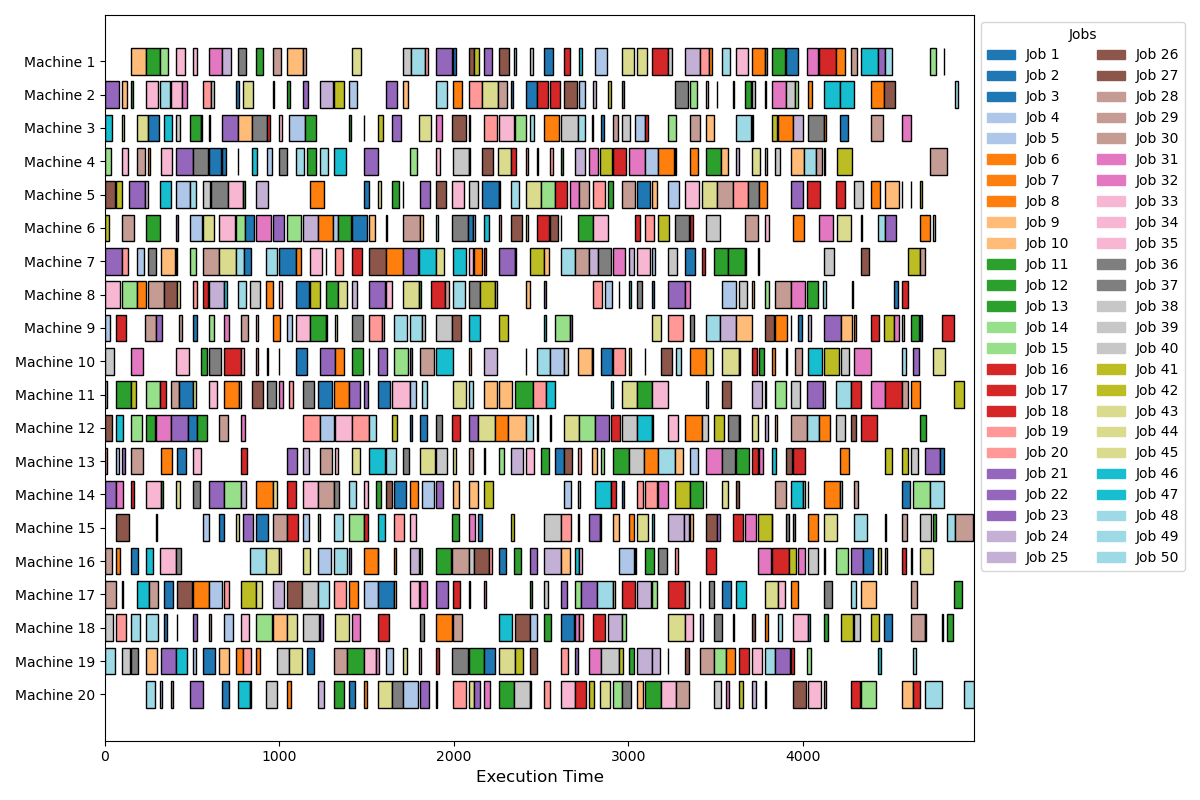 Machine 1
Machine 2
Machine 3
Machine 4
Machine 5
Machine 6
Machine 7
Machine 8
Machine 9
Machine 10
Machine 11
Machine 12
Machine 13
Machine 14
Machine 15
Machine 16
Machine 17
Machine 18
Machine 19
Machine 20
0 1000 2000 3000 4000
Execution Time
Jobs
Job 1 Job 26
Job 2 Job 27
Job 3 Job 28
Job 4 Job 29
Job 5 Job 30
Job 6 Job 31
Job 7 Job 32
Job 8 Job 33
Job 9 Job 34
Job 10 Job 35
Job 11 Job 36
Job 12 Job 37
Job 13 Job 38
Job 14 Job 39
Job 15 Job 40
Job 16 Job 41
Job 17 Job 42
Job 18 Job 43
Job 19 Job 44
Job 20 Job 45
Job 21 Job 46
Job 22 Job 47
Job 23 Job 48
Job 24 Job 49
Job 25 Job 50